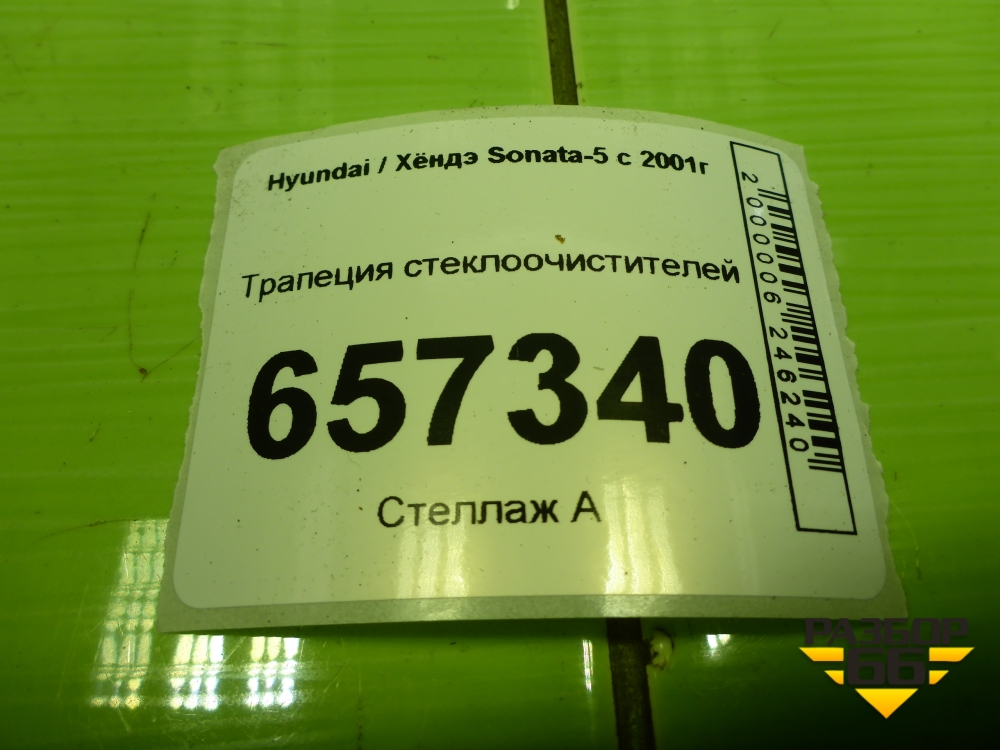 Hyundai / Хёндэ Sonata-5 с 2001г
Трапеция стеклоочистителей
657340
Стеллаж А
2000006246240
РАЗБОР
66